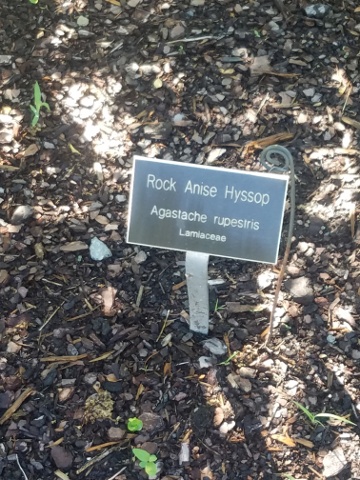 Rock Anise Hyssop
Agastache rupestris
Lamiaceae